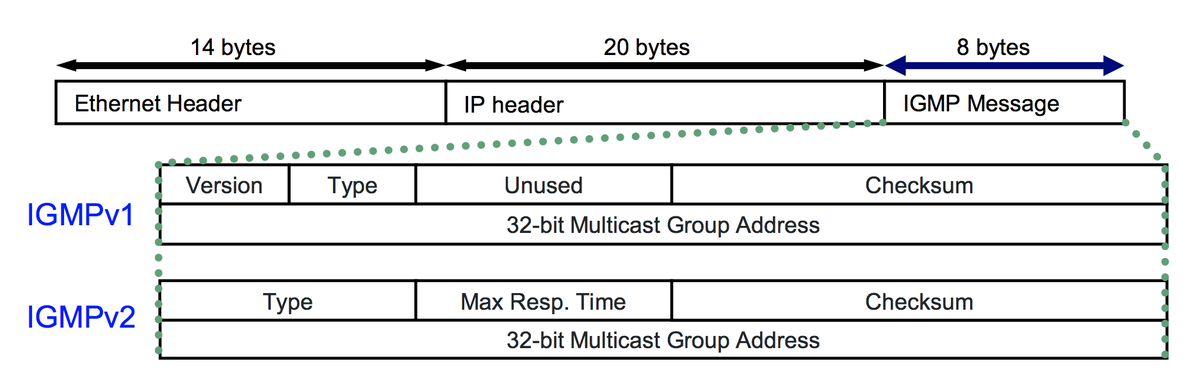 14 bytes 20 bytes 8 bytes
Ethernet Header IP header IGMP Message
IGMPv1
Version Type Unused Checksum
32-bit Multicast Group Address
IGMPv2
Type Max Resp. Time Checksum
32-bit Multicast Group Address